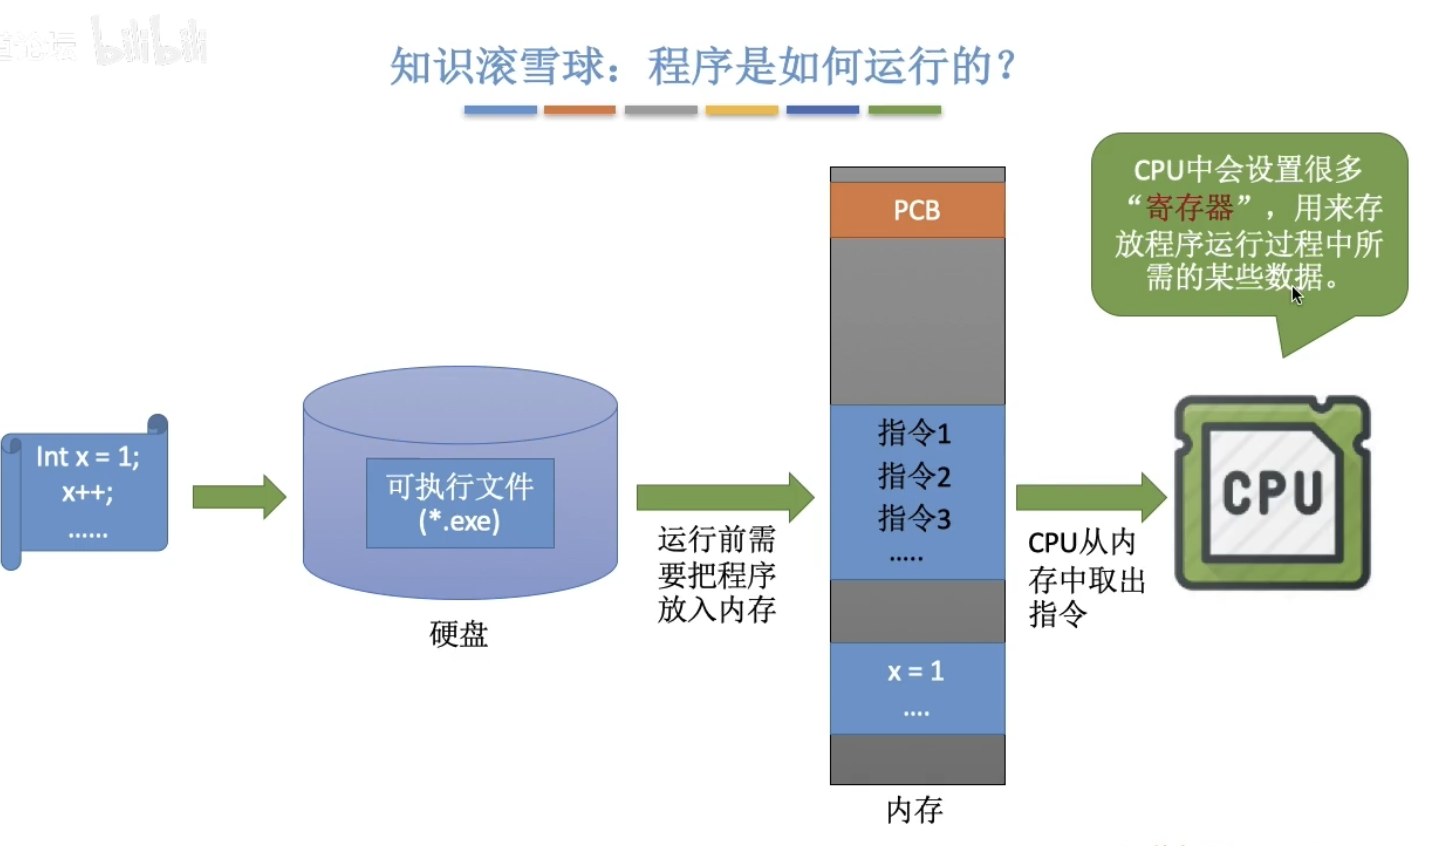 论坛 bilibili
知识滚雪球：程序是如何运行的？
CPU中会设置很多
“寄存器”，用来存
放程序运行过程中所
需的某些数据。
PCB
Int x = 1;
x++;
......
可执行文件
(*.exe)
硬盘
运行前需
要把程序
放入内存
指令1
指令2
指令3
.....
x = 1
....
内存
CPU从内
存中取出
指令
CPU